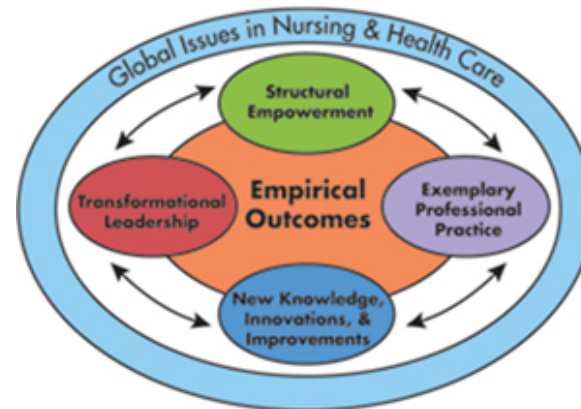 Global Issues in Nursing & Health Care
Structural
Empowerment
Transformational
Leadership
Empirical
Outcomes
Exemplary
Professional
Practice
New Knowledge,
Innovations, &
Improvements